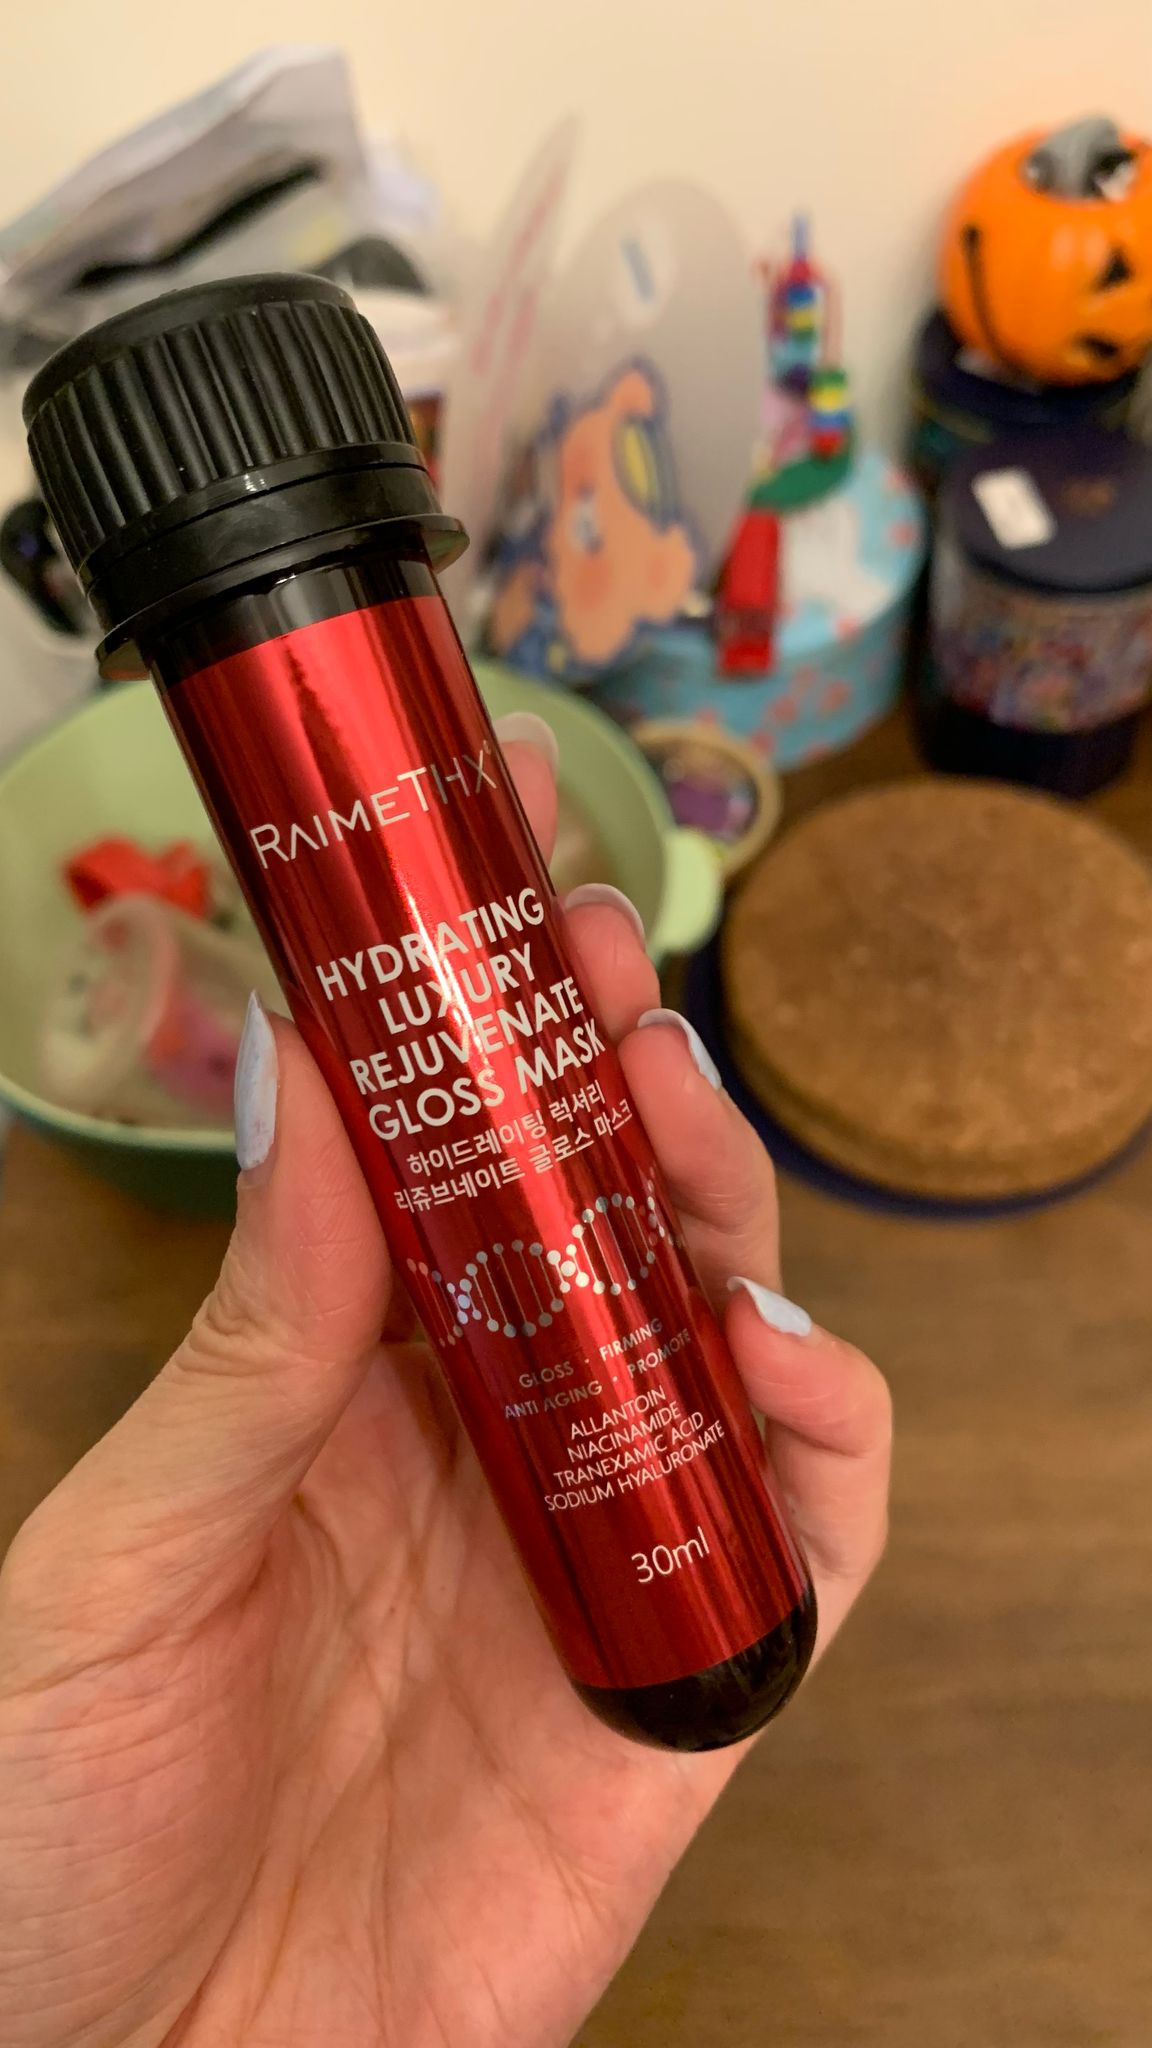 RAIMETHX
HYDRATING
LUXURY
REJUVENATE
GLOSS MASK
하이드레이팅 럭셔리
리쥬브네이트 글로스 마스크
GLOSS · FIRMING
ANTI AGING · PROMOTE
ALLANTOIN
NIACINAMIDE
TRANEXAMIC ACID
SODIUM HYALURONATE
30ml